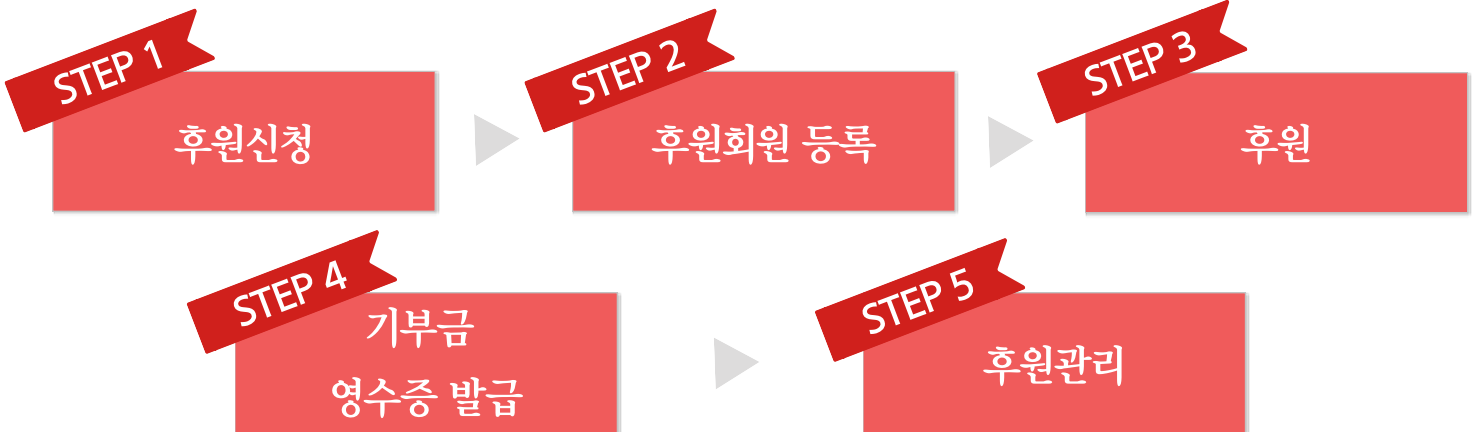 STEP 1
후원신청
STEP 2
후원회원 등록
STEP 3
후원
STEP 4
기부금
영수증 발급
STEP 5
후원관리